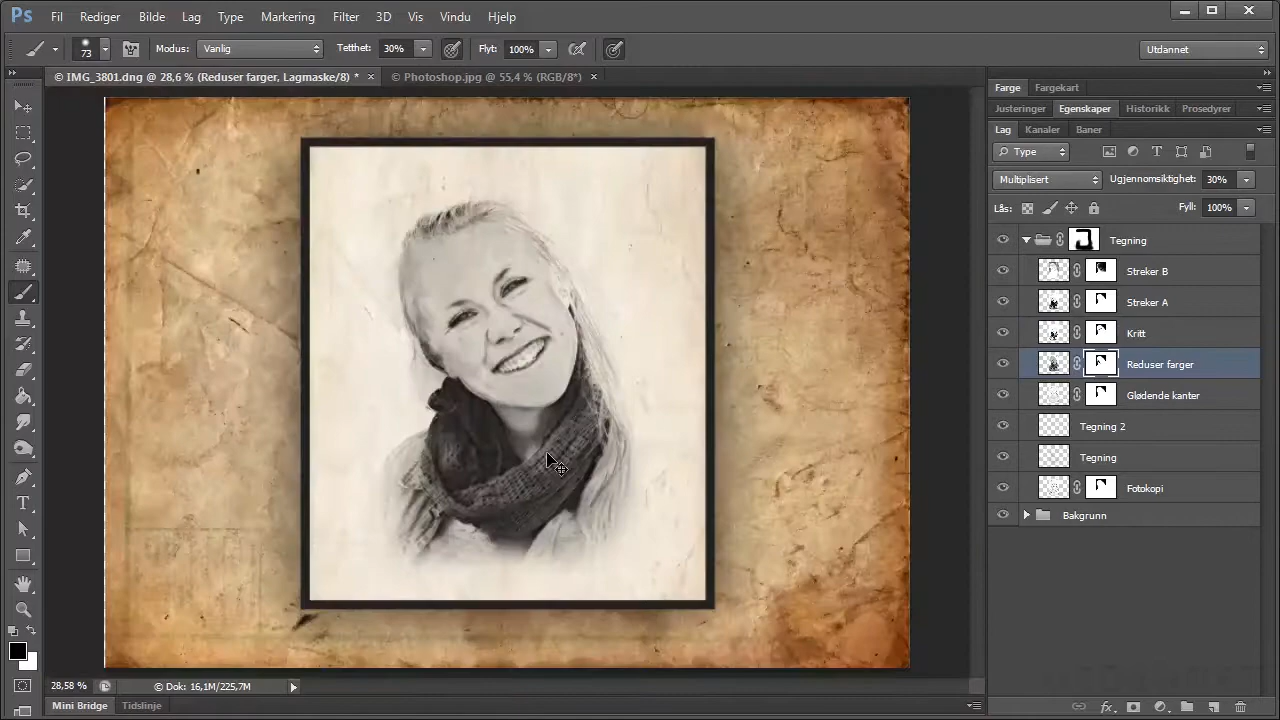 Ps Fil Rediger Bilde Lag Type Markering Filter 3D Vis Vindu Hjelp
73 Modus: Vanlig Tetthet: 30% Flyt: 100% Utdannet
© IMG_3801.dng @ 28,6 % (Reduser farger, Lagmaske/8) * × © Photoshop.jpg @ 55,4 % (RGB/8*) ×
Farge Fargekart
Justeringer Egenskaper Historikk Prosedyrer
Lag Kanaler Baner
Type
Multiplisert Ugjennomsiktighet: 30%
Lås: Fyll: 100%
Tegning
Streker B
Streker A
Kritt
Reduser farger
Glødende kanter
Tegning 2
Tegning
Fotokopi
Bakgrunn
28,58 % © Dok: 16,1M/225,7M
Mini Bridge Tidslinje